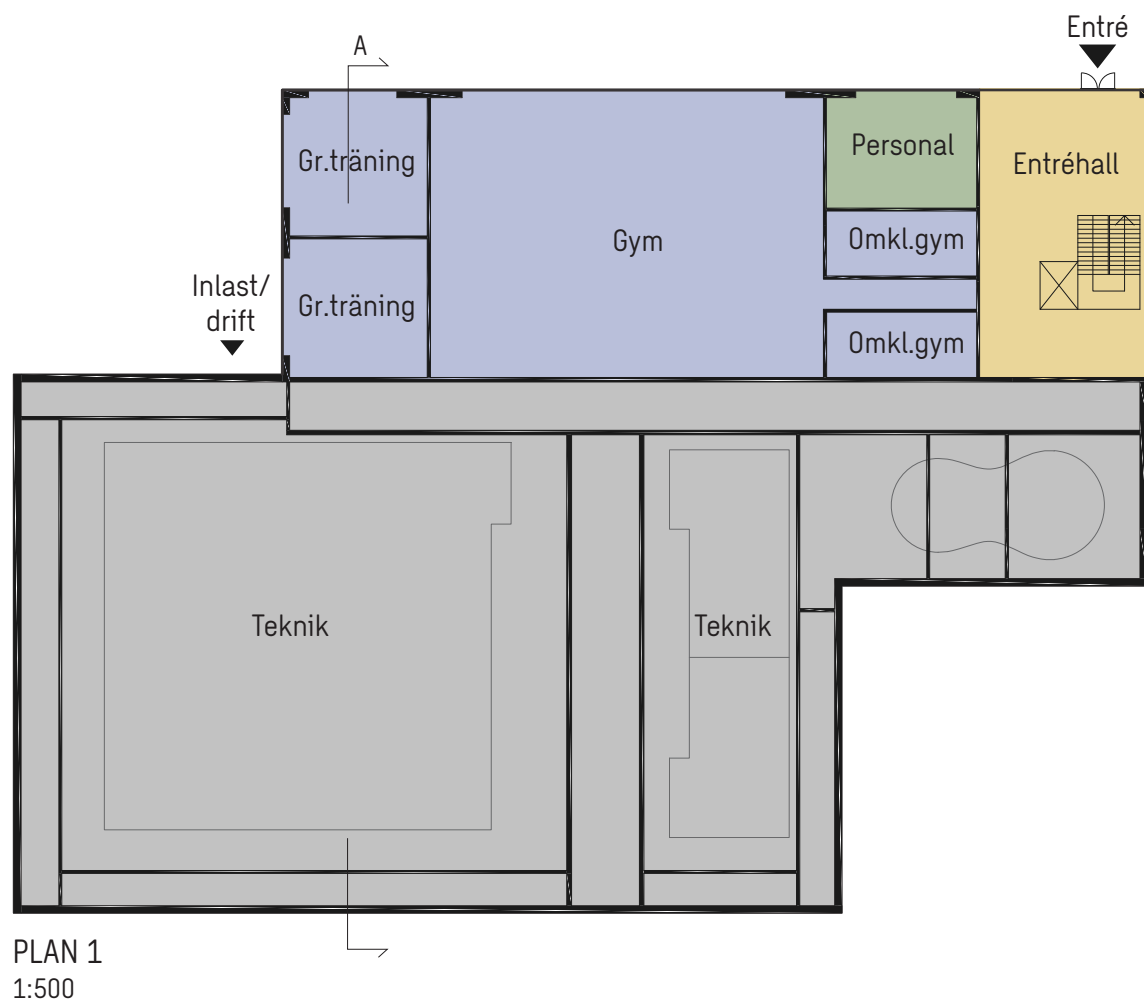 Entré
A
Gr.träning
Personal
Entréhall
Gym
Omkl.gym
Inlast/
drift
Gr.träning
Omkl.gym
Teknik
Teknik
PLAN 1
1:500